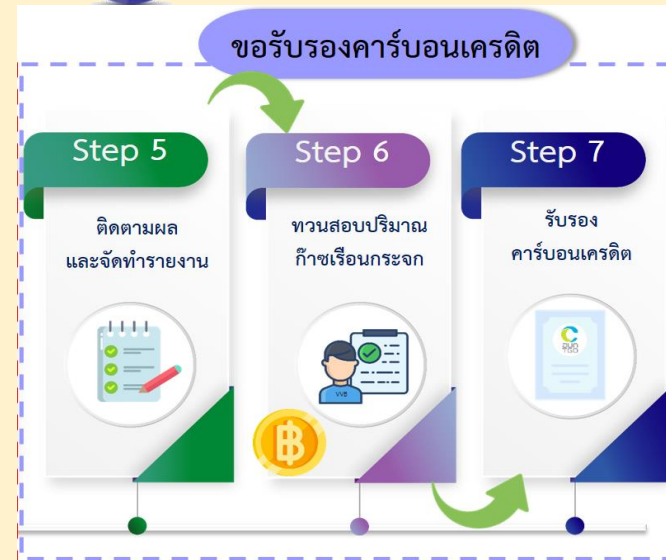 ขอรับรองคาร์บอนเครดิต
Step 5
ติดตามผล
และจัดทำรายงาน
Step 6
ทวนสอบปริมาณ
ก๊าซเรือนกระจก
VVB
Step 7
รับรอง
คาร์บอนเครดิต